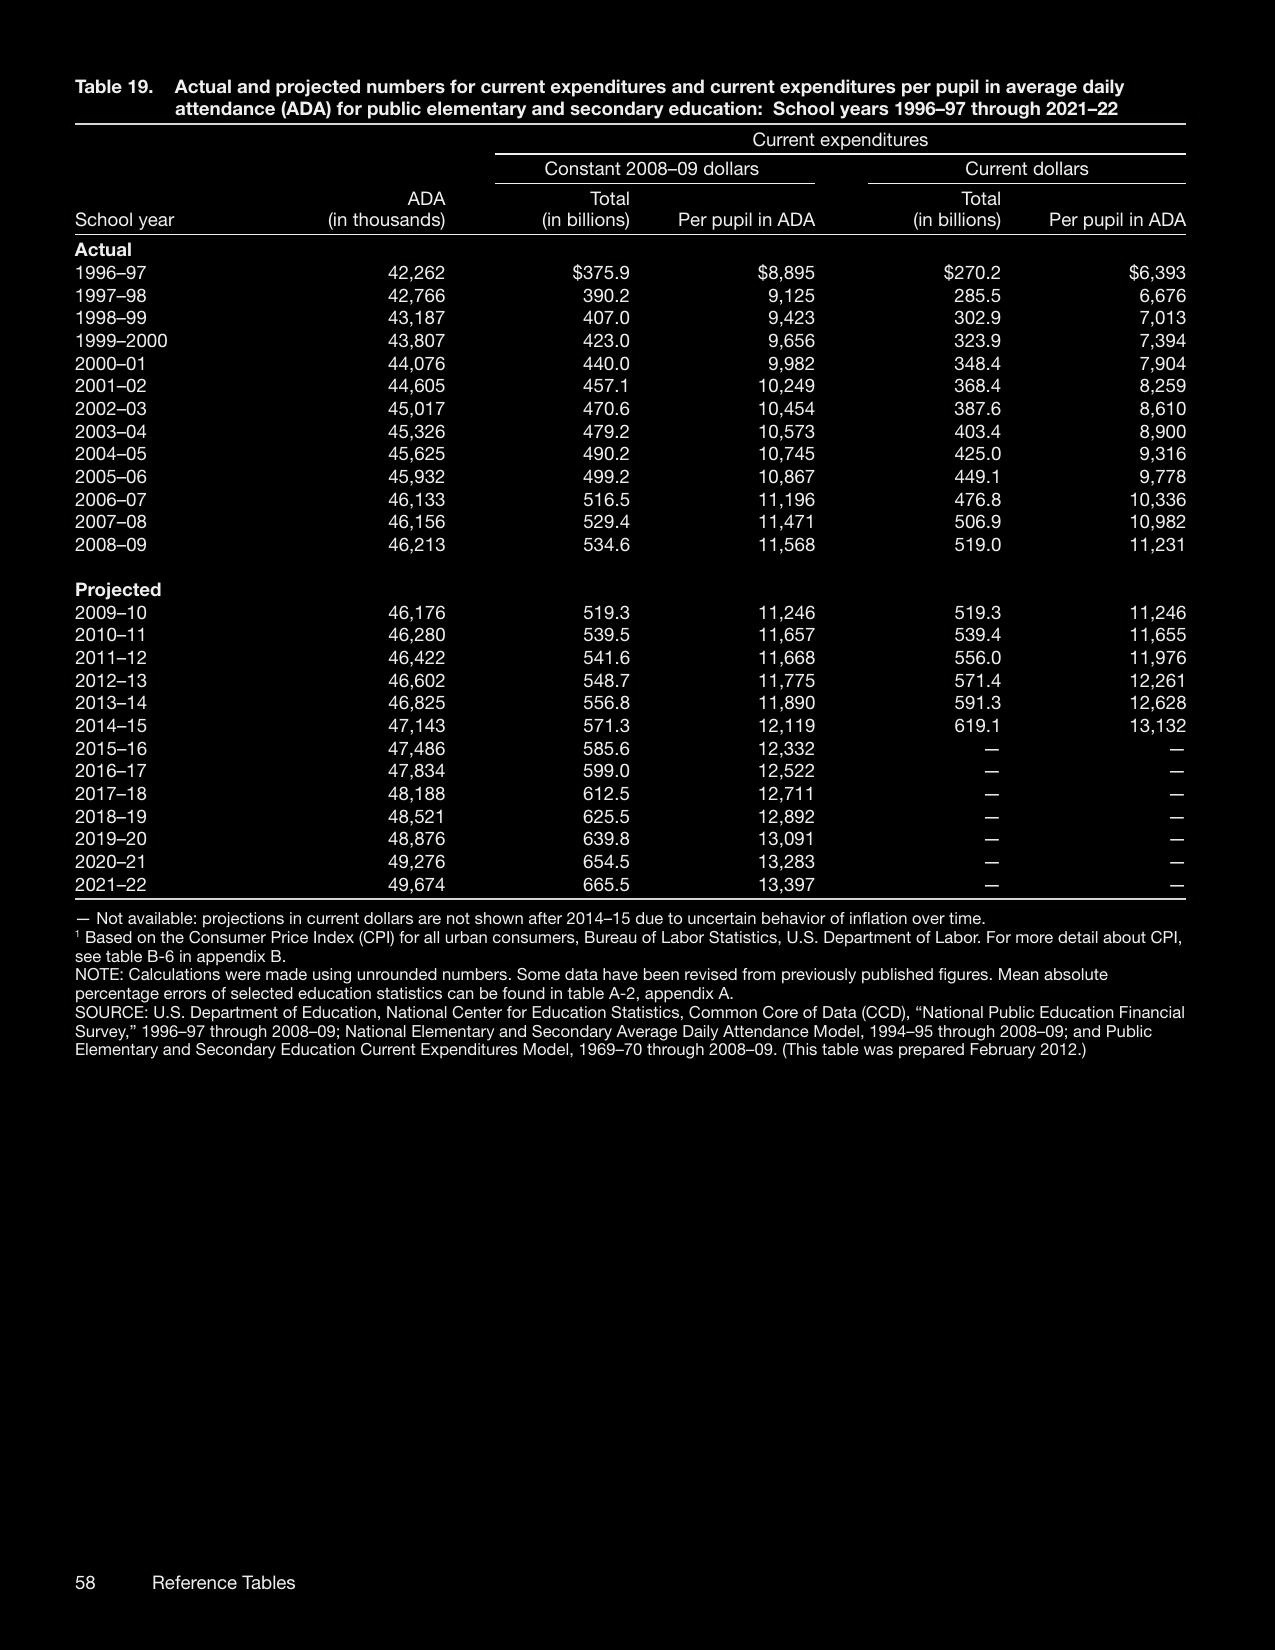 Table 19. Actual and projected numbers for current expenditures and current expenditures per pupil in average daily
attendance (ADA) for public elementary and secondary education: School years 1996–97 through 2021–22
Current expenditures
Constant 2008–09 dollars Current dollars
ADA Total Total
School year (in thousands) (in billions) Per pupil in ADA (in billions) Per pupil in ADA
Actual
1996–97 42,262 $375.9 $8,895 $270.2 $6,393
1997–98 42,766 390.2 9,125 285.5 6,676
1998–99 43,187 407.0 9,423 302.9 7,013
1999–2000 43,807 423.0 9,656 323.9 7,394
2000–01 44,076 440.0 9,982 348.4 7,904
2001–02 44,605 457.1 10,249 368.4 8,259
2002–03 45,017 470.6 10,454 387.6 8,610
2003–04 45,326 479.2 10,573 403.4 8,900
2004–05 45,625 490.2 10,745 425.0 9,316
2005–06 45,932 499.2 10,867 449.1 9,778
2006–07 46,133 516.5 11,196 476.8 10,336
2007–08 46,156 529.4 11,471 506.9 10,982
2008–09 46,213 534.6 11,568 519.0 11,231
Projected
2009–10 46,176 519.3 11,246 519.3 11,246
2010–11 46,280 539.5 11,657 539.4 11,655
2011–12 46,422 541.6 11,668 556.0 11,976
2012–13 46,602 548.7 11,775 571.4 12,261
2013–14 46,825 556.8 11,890 591.3 12,628
2014–15 47,143 571.3 12,119 619.1 13,132
2015–16 47,486 585.6 12,332 — —
2016–17 47,834 599.0 12,522 — —
2017–18 48,188 612.5 12,711 — —
2018–19 48,521 625.5 12,892 — —
2019–20 48,876 639.8 13,091 — —
2020–21 49,276 654.5 13,283 — —
2021–22 49,674 665.5 13,397 — —
— Not available: projections in current dollars are not shown after 2014–15 due to uncertain behavior of inflation over time.
¹ Based on the Consumer Price Index (CPI) for all urban consumers, Bureau of Labor Statistics, U.S. Department of Labor. For more detail about CPI,
see table B-6 in appendix B.
NOTE: Calculations were made using unrounded numbers. Some data have been revised from previously published figures. Mean absolute
percentage errors of selected education statistics can be found in table A-2, appendix A.
SOURCE: U.S. Department of Education, National Center for Education Statistics, Common Core of Data (CCD), “National Public Education Financial
Survey,” 1996–97 through 2008–09; National Elementary and Secondary Average Daily Attendance Model, 1994–95 through 2008–09; and Public
Elementary and Secondary Education Current Expenditures Model, 1969–70 through 2008–09. (This table was prepared February 2012.)
58 Reference Tables